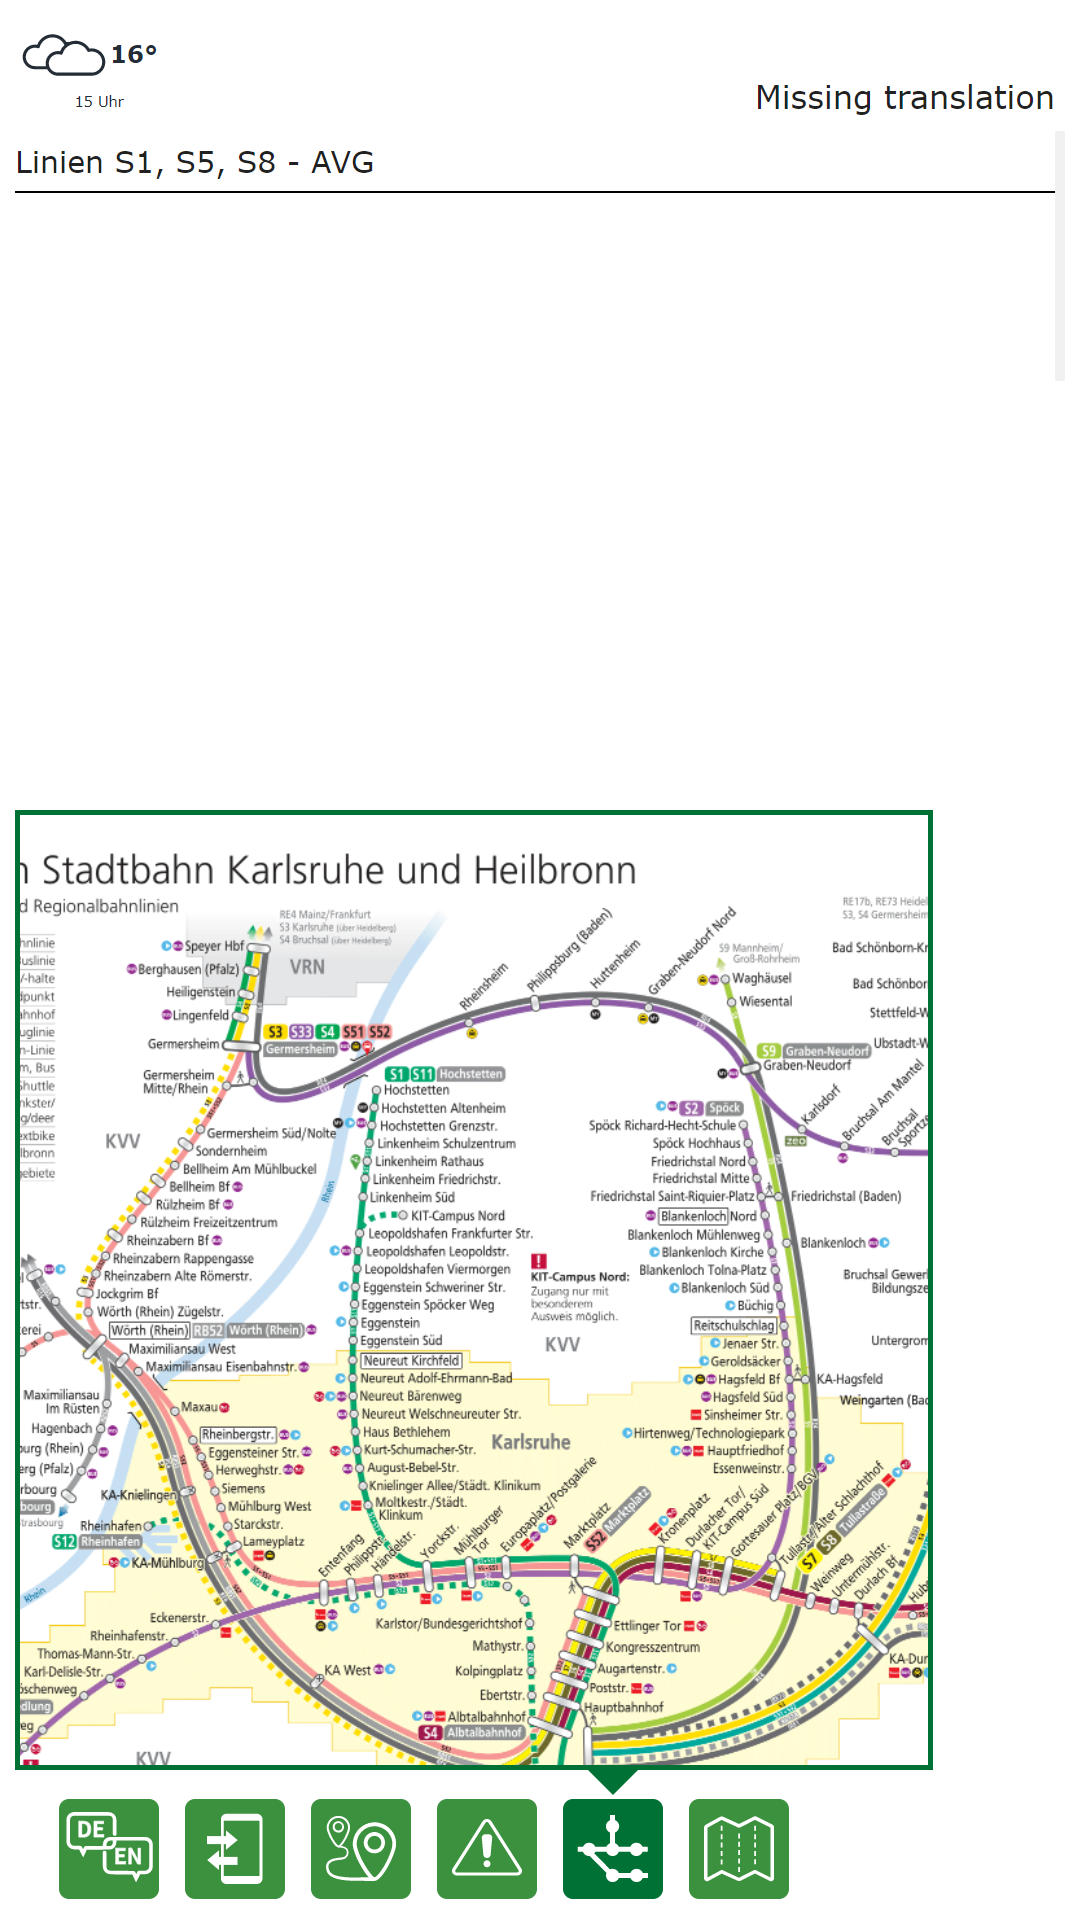 16°
15 Uhr
Missing translation
Linien S1, S5, S8 - AVG
Stadtbahn Karlsruhe und Heilbronn
Regionalbahnlinien
RE4 Mainz/Frankfurt
S3 Karlsruhe (über Heidelberg)
S4 Bruchsal (über Heidelberg)
VRN
Speyer Hbf
Berghausen (Pfalz)
Heiligenstein
Lingenfeld
Germersheim
S3 S33 S4 S51 S52
Germersheim
Germersheim
Mitte/Rhein
KVV
Germersheim Süd/Nolte
Sondernheim
Bellheim Am Mühlbuckel
Bellheim Bf
Rülzheim Bf
Rülzheim Freizeitzentrum
Rheinzabern Bf
Rheinzabern Rappengasse
Rheinzabern Alte Römerstr.
Jockgrim Bf
Wörth (Rhein) Zügelstr.
Wörth (Rhein) RB52 Wörth (Rhein)
Maximiliansau West
Maximiliansau Eisenbahnstr.
Maximiliansau
Im Rüsten
Hagenbach
Maxau
Rheinbergstr.
Eggensteiner Str.
Herweghstr.
Siemens
Mühlburg West
Starckstr.
Lameyplatz
KA-Knielingen
Rheinhafen
S12 Rheinhafen
KA-Mühlburg
Rhein
Rhein
Eckenerstr.
Rheinhafenstr.
Thomas-Mann-Str.
Karl-Delisle-Str.
KA West
KVV
Rheinsheim
Philippsburg (Baden)
Huttenheim
Graben-Neudorf Nord
S9 Mannheim/
Groß-Rohrheim
Waghäusel
Wiesental
S9 Graben-Neudorf
Graben-Neudorf
Karlsdorf
zeo
Bruchsal Am Mantel
Bruchsal
RE17b, RE73
S3, S4 Germersheim
S1 S11 Hochstetten
Hochstetten
Hochstetten Altenheim
Hochstetten Grenzstr.
Linkenheim Schulzentrum
Linkenheim Rathaus
Linkenheim Friedrichstr.
Linkenheim Süd
KIT-Campus Nord
Leopoldshafen Frankfurter Str.
Leopoldshafen Leopoldstr.
Leopoldshafen Viermorgen
Eggenstein Schweriner Str.
Eggenstein Spöcker Weg
Eggenstein
Eggenstein Süd
Neureut Kirchfeld
Neureut Adolf-Ehrmann-Bad
Neureut Bärenweg
Neureut Welschneureuter Str.
Haus Bethlehem
Kurt-Schumacher-Str.
August-Bebel-Str.
Knielinger Allee/Städt. Klinikum
Moltkestr./Städt.
Klinikum
KIT-Campus Nord:
Zugang nur mit
besonderem
Ausweis möglich.
KVV
Karlsruhe
S2 Spöck
Spöck Richard-Hecht-Schule
Spöck Hochhaus
Friedrichstal Nord
Friedrichstal Mitte
Friedrichstal Saint-Riquier-Platz
Friedrichstal (Baden)
Blankenloch Nord
Blankenloch Mühlenweg
Blankenloch Kirche
Blankenloch
Blankenloch Tolna-Platz
Blankenloch Süd
Büchig
Reitschulschlag
Jenaer Str.
Geroldsäcker
Hagsfeld Bf
KA-Hagsfeld
Hagsfeld Süd
Sinsheimer Str.
Hirtenweg/Technologiepark
Hauptfriedhof
Essenweinstr.
Weingarten (Bad
Entenfang
Philippstr.
Händelstr.
Yorckstr.
Mühlburger
Tor
Europaplatz/Postgalerie
Marktplatz
S52 Marktplatz
Kronenplatz
Durlacher Tor/
KIT-Campus Süd
Gottesauer Platz/BGV
Tullastr./Alter Schlachthof
S7 S8 Tullastraße
Weinweg
Untermühlstr.
Durlach Bf
Karlstor/Bundesgerichtshof
Mathystr.
Kolpingplatz
Ebertstr.
Albtalbahnhof
S4 Albtalbahnhof
Ettlinger Tor
Kongresszentrum
Augartenstr.
Poststr.
Hauptbahnhof
DE
EN